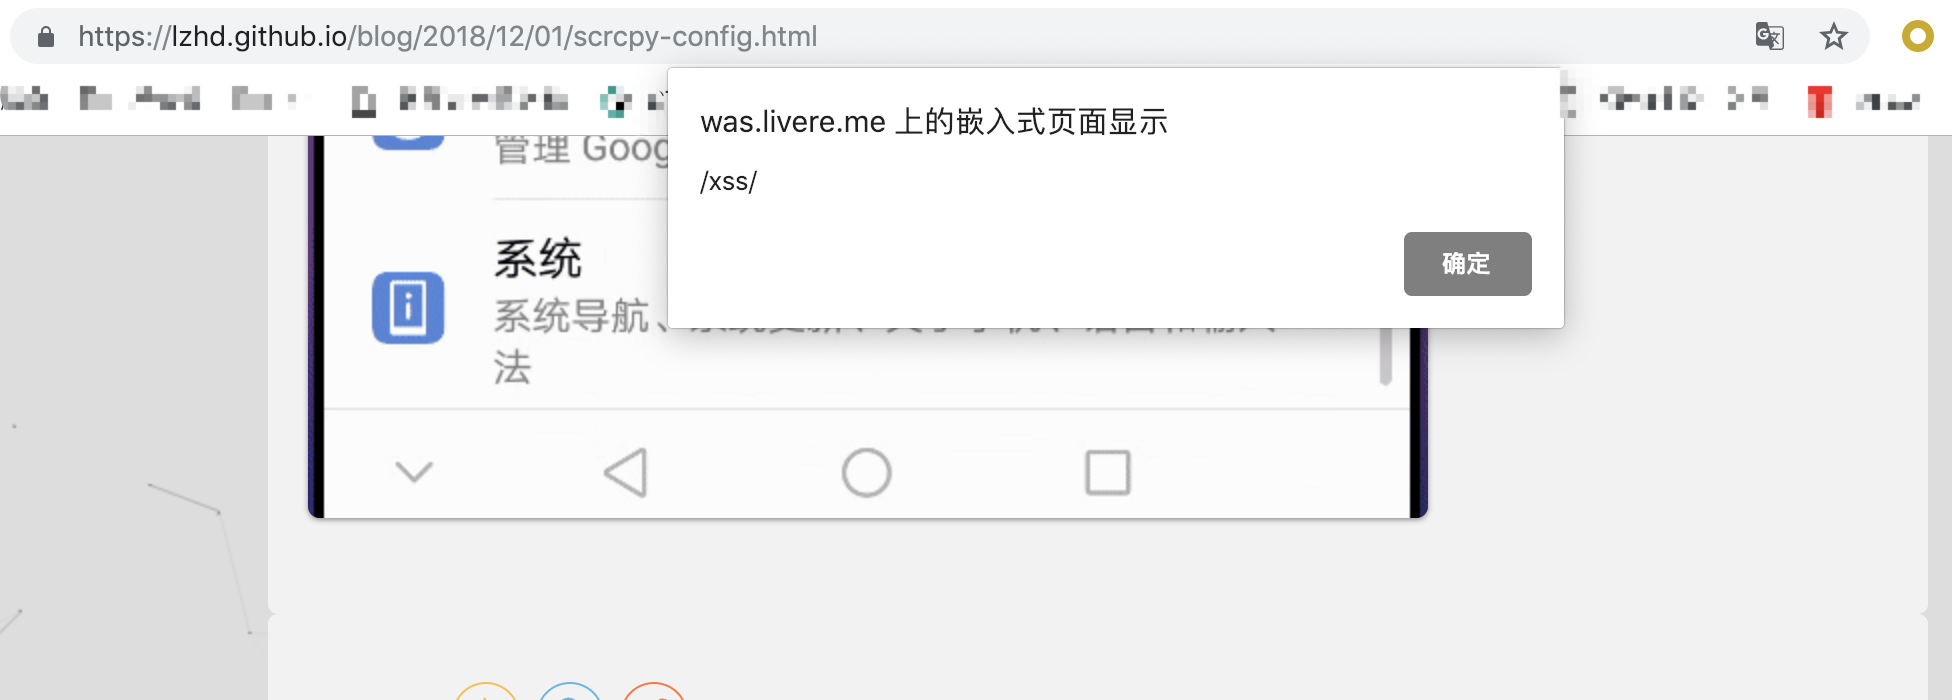 https://lzhd.github.io/blog/2018/12/01/scrcpy-config.html
was.livere.me 上的嵌入式页面显示
/xss/
确定
管理 Goog
系统
系统导航、
法